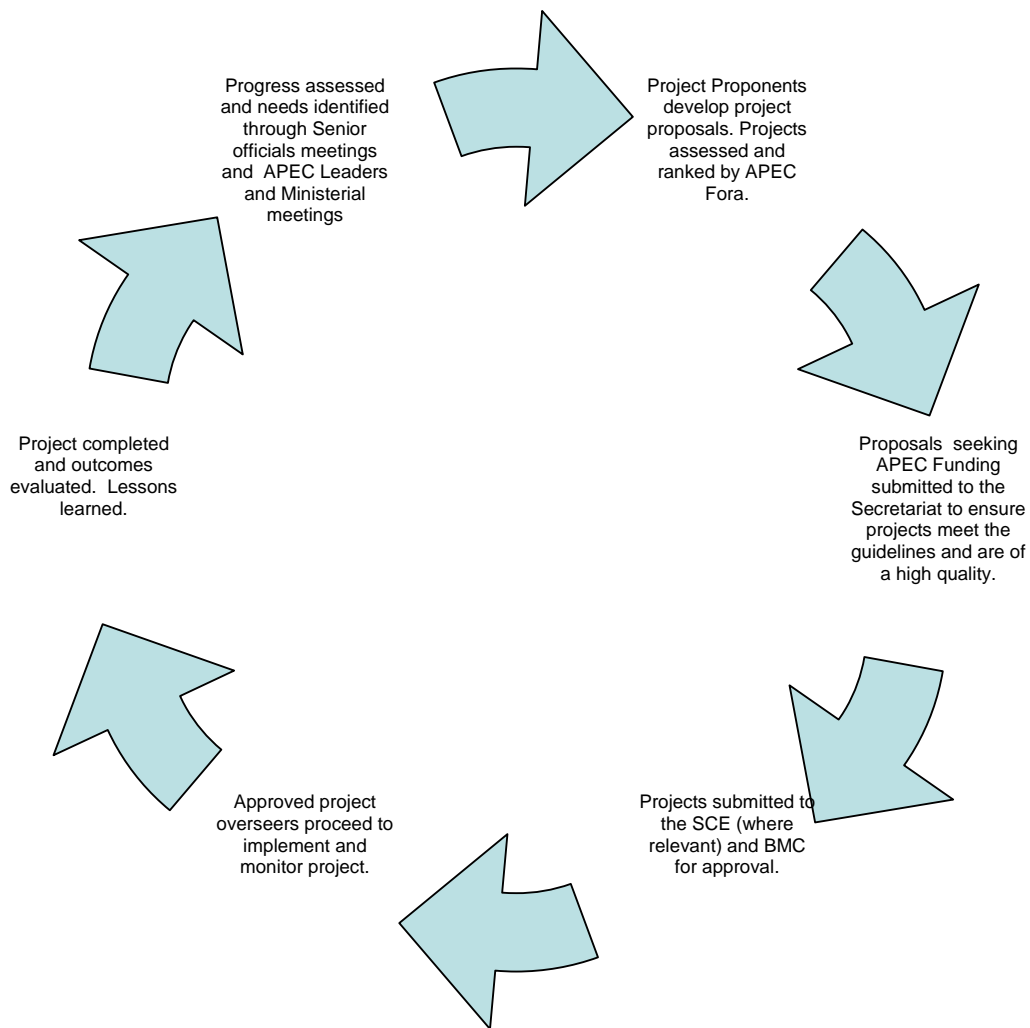 Progress assessed
and needs identified
through Senior
officials meetings
and APEC Leaders
and Ministerial
meetings
Project Proponents
develop project
proposals. Projects
assessed and
ranked by APEC
Fora.
Proposals seeking
APEC Funding
submitted to the
Secretariat to ensure
projects meet the
guidelines and are of
a high quality.
Projects submitted to
the SCE (where
relevant) and BMC
for approval.
Approved project
overseers proceed to
implement and
monitor project.
Project completed
and outcomes
evaluated. Lessons
learned.